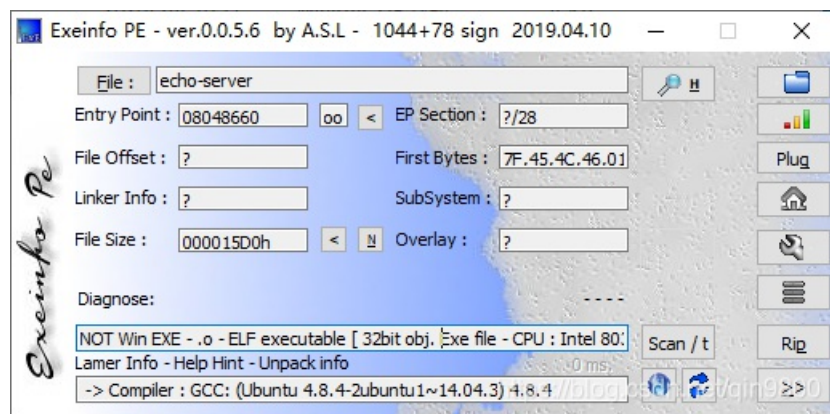 Exeinfo PE - ver.0.0.5.6 by A.S.L - 1044+78 sign 2019.04.10
File : echo-server H
Entry Point : 08048660 oo < EP Section : ?/28
File Offset : ? First Bytes : 7F.45.4C.46.01 Plug
Linker Info : ? SubSystem : ?
File Size : 000015D0h < N Overlay : ?
Exeinfo Pe
Diagnose: - - - -
NOT Win EXE - .o - ELF executable [ 32bit obj. Exe file - CPU : Intel 80 Scan / t Rip
Lamer Info - Help Hint - Unpack info 0 ms.
-> Compiler : GCC: (Ubuntu 4.8.4-2ubuntu1~14.04.3) 4.8.4 >>